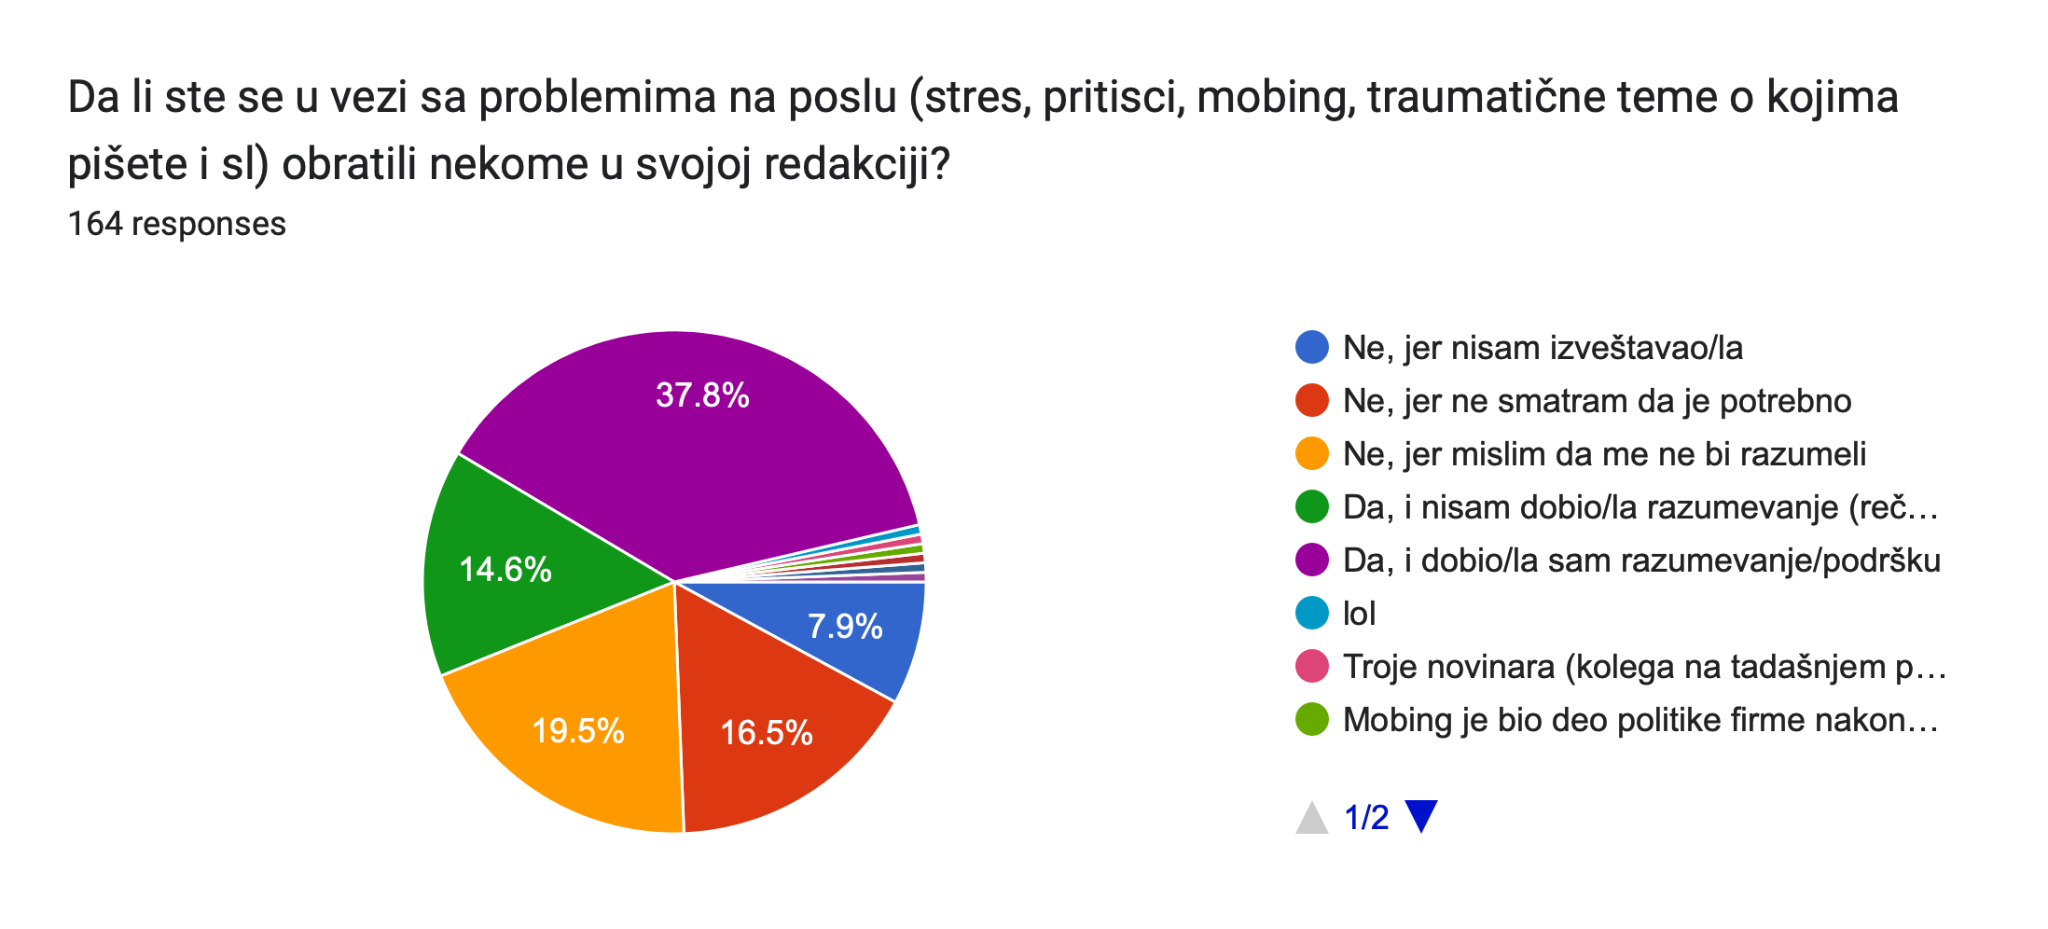 Da li ste se u vezi sa problemima na poslu (stres, pritisci, mobing, traumatične teme o kojima
pišete i sl) obratili nekome u svojoj redakciji?
164 responses
37.8%
14.6%
7.9%
19.5%
16.5%
Ne, jer nisam izveštavao/la
Ne, jer ne smatram da je potrebno
Ne, jer mislim da me ne bi razumeli
Da, i nisam dobio/la razumevanje (reč…
Da, i dobio/la sam razumevanje/podršku
lol
Troje novinara (kolega na tadašnjem p…
Mobing je bio deo politike firme nakon…
1/2